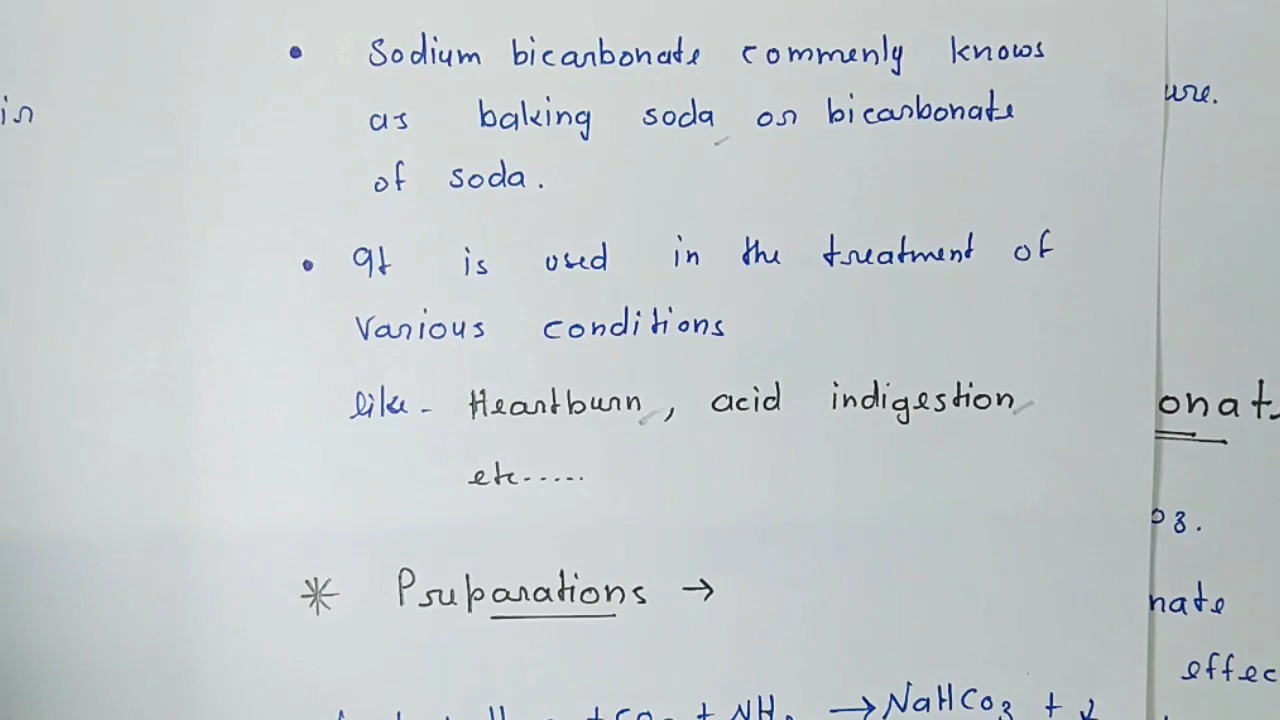 • Sodium bicarbonate commenly knows
as baking soda or bicarbonate
of soda.
• It is used in the treatment of
Various conditions
like - Heartburn, acid indigestion
etc.....
* Preparations →
+ → NaHCO3 +
in
ure.
onat
O3.
nate
effec